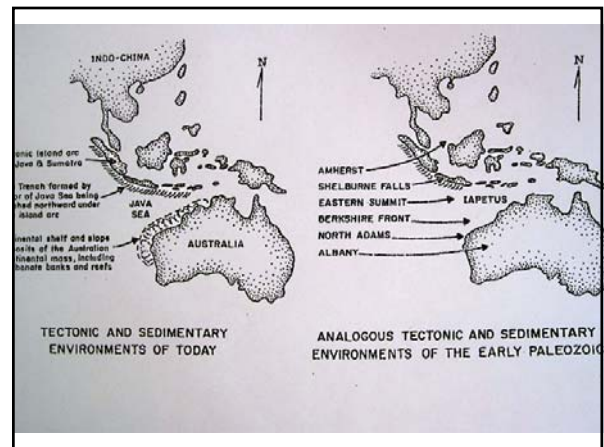 INDO-CHINA
N
anic Island arc
Java & Sumatra
Trench formed by
or of Java Sea being
hed northward under
island arc
JAVA
SEA
inental shelf and slope
osits of the Australian
tinental mass, including
bonate banks and reefs
AUSTRALIA
TECTONIC AND SEDIMENTARY
ENVIRONMENTS OF TODAY
N
AMHERST
SHELBURNE FALLS
EASTERN SUMMIT
IAPETUS
BERKSHIRE FRONT
NORTH ADAMS
ALBANY
ANALOGOUS TECTONIC AND SEDIMENTARY
ENVIRONMENTS OF THE EARLY PALEOZOIC